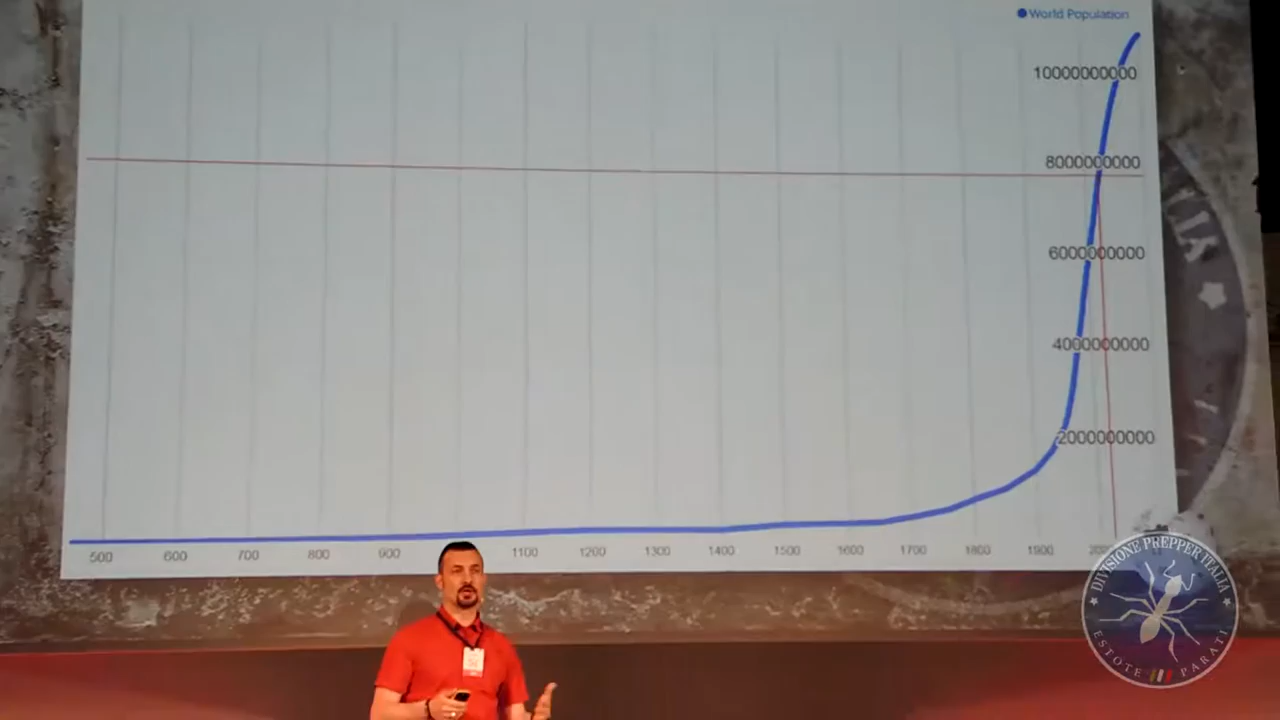 World Population
10000000000
8000000000
6000000000
4000000000
2000000000
500 600 700 800 900 1100 1200 1300 1400 1500 1600 1700 1800 1900
DIVISIONE PREPPER ITALIA
ESTOTE PARATI